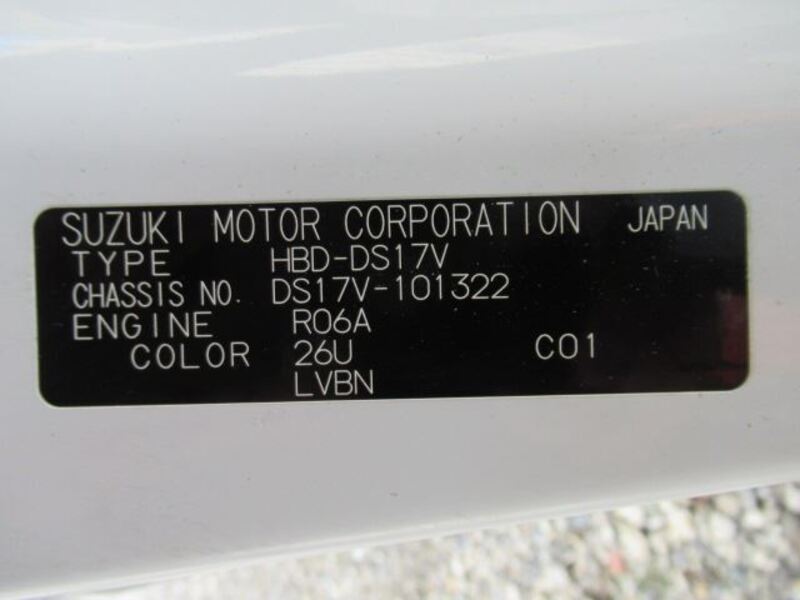 SUZUKI MOTOR CORPORATION JAPAN
TYPE HBD-DS17V
CHASSIS NO. DS17V-101322
ENGINE R06A
COLOR 26U C01
LVBN